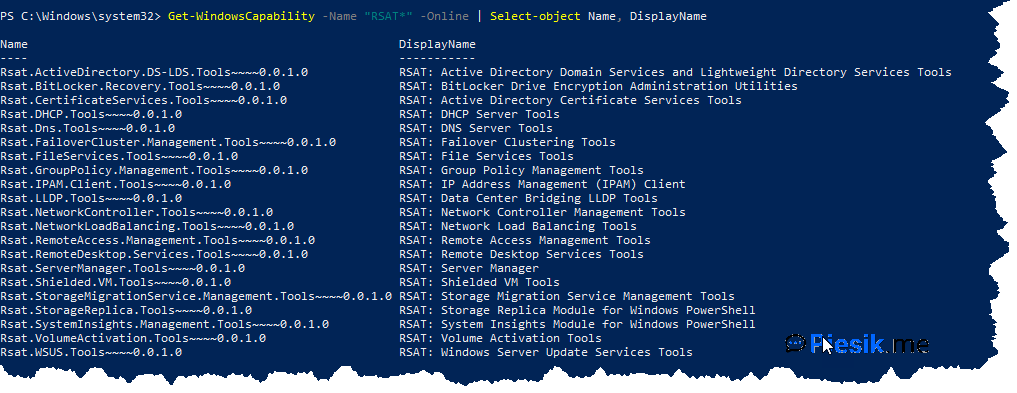 PS C:\Windows\system32> Get-WindowsCapability -Name "RSAT*" -Online | Select-object Name, DisplayName
Name DisplayName
---- -----------
Rsat.ActiveDirectory.DS-LDS.Tools~~~~0.0.1.0 RSAT: Active Directory Domain Services and Lightweight Directory Services Tools
Rsat.BitLocker.Recovery.Tools~~~~0.0.1.0 RSAT: BitLocker Drive Encryption Administration Utilities
Rsat.CertificateServices.Tools~~~~0.0.1.0 RSAT: Active Directory Certificate Services Tools
Rsat.DHCP.Tools~~~~0.0.1.0 RSAT: DHCP Server Tools
Rsat.Dns.Tools~~~~0.0.1.0 RSAT: DNS Server Tools
Rsat.FailoverCluster.Management.Tools~~~~0.0.1.0 RSAT: Failover Clustering Tools
Rsat.FileServices.Tools~~~~0.0.1.0 RSAT: File Services Tools
Rsat.GroupPolicy.Management.Tools~~~~0.0.1.0 RSAT: Group Policy Management Tools
Rsat.IPAM.Client.Tools~~~~0.0.1.0 RSAT: IP Address Management (IPAM) Client
Rsat.LLDP.Tools~~~~0.0.1.0 RSAT: Data Center Bridging LLDP Tools
Rsat.NetworkController.Tools~~~~0.0.1.0 RSAT: Network Controller Management Tools
Rsat.NetworkLoadBalancing.Tools~~~~0.0.1.0 RSAT: Network Load Balancing Tools
Rsat.RemoteAccess.Management.Tools~~~~0.0.1.0 RSAT: Remote Access Management Tools
Rsat.RemoteDesktop.Services.Tools~~~~0.0.1.0 RSAT: Remote Desktop Services Tools
Rsat.ServerManager.Tools~~~~0.0.1.0 RSAT: Server Manager
Rsat.Shielded.VM.Tools~~~~0.0.1.0 RSAT: Shielded VM Tools
Rsat.StorageMigrationService.Management.Tools~~~~0.0.1.0 RSAT: Storage Migration Service Management Tools
Rsat.StorageReplica.Tools~~~~0.0.1.0 RSAT: Storage Replica Module for Windows PowerShell
Rsat.SystemInsights.Management.Tools~~~~0.0.1.0 RSAT: System Insights Module for Windows PowerShell
Rsat.VolumeActivation.Tools~~~~0.0.1.0 RSAT: Volume Activation Tools
Rsat.WSUS.Tools~~~~0.0.1.0 RSAT: Windows Server Update Services Tools